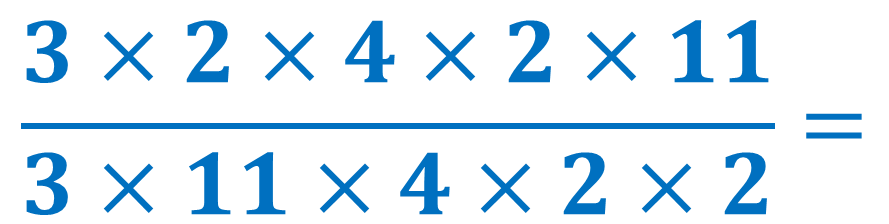 3 × 2 × 4 × 2 × 11
3 × 11 × 4 × 2 × 2 =